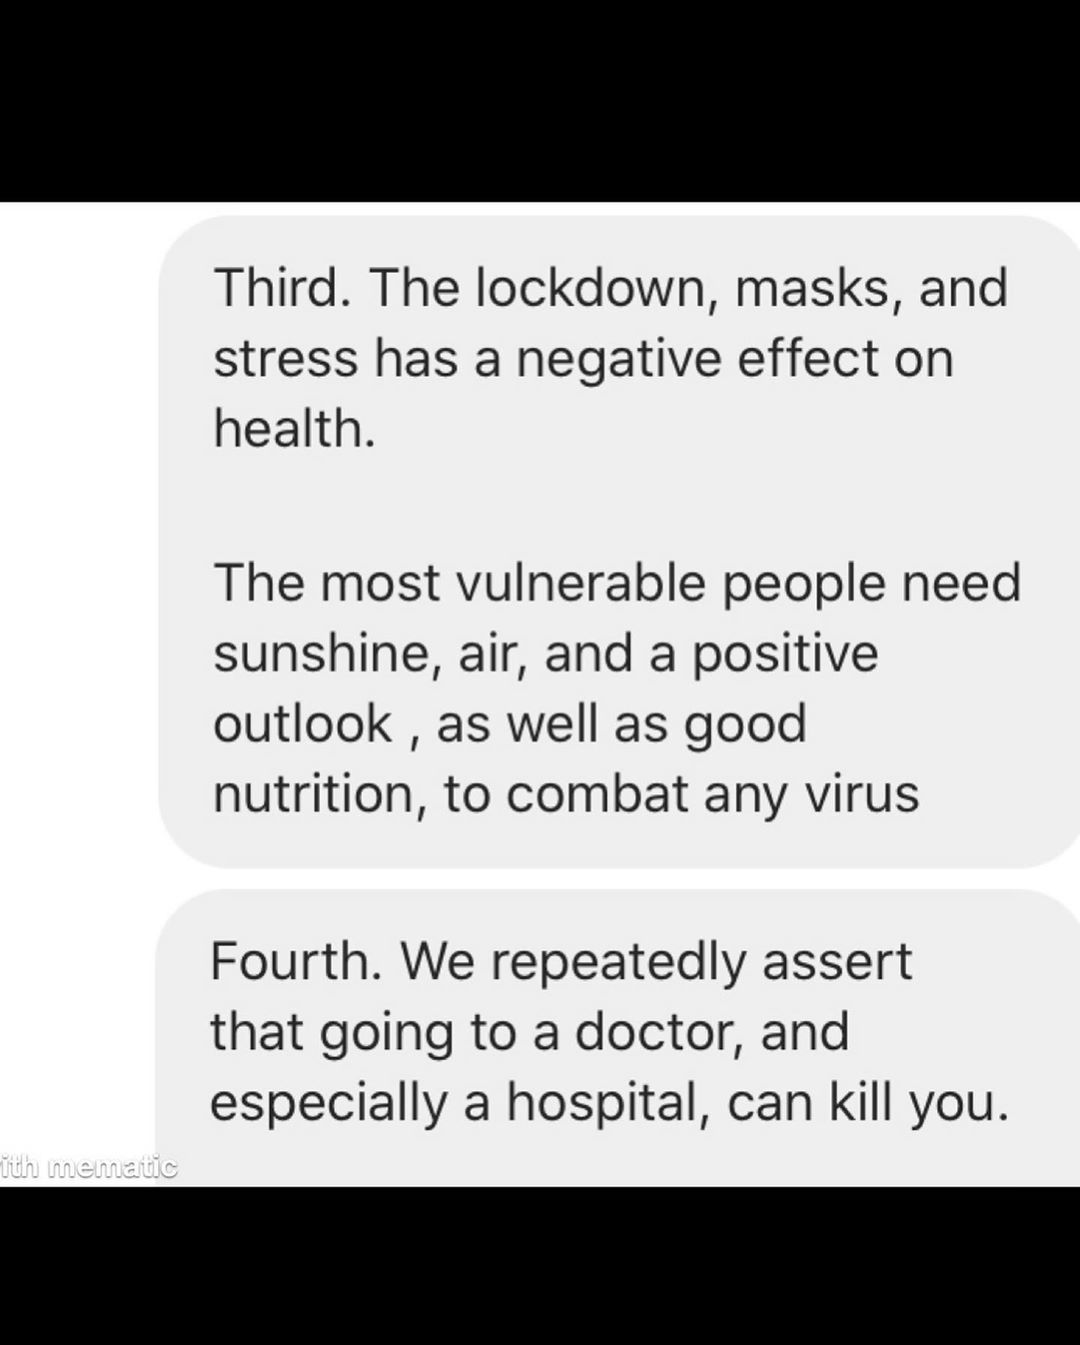 Third. The lockdown, masks, and
stress has a negative effect on
health.
The most vulnerable people need
sunshine, air, and a positive
outlook , as well as good
nutrition, to combat any virus
Fourth. We repeatedly assert
that going to a doctor, and
especially a hospital, can kill you.
ith mematic